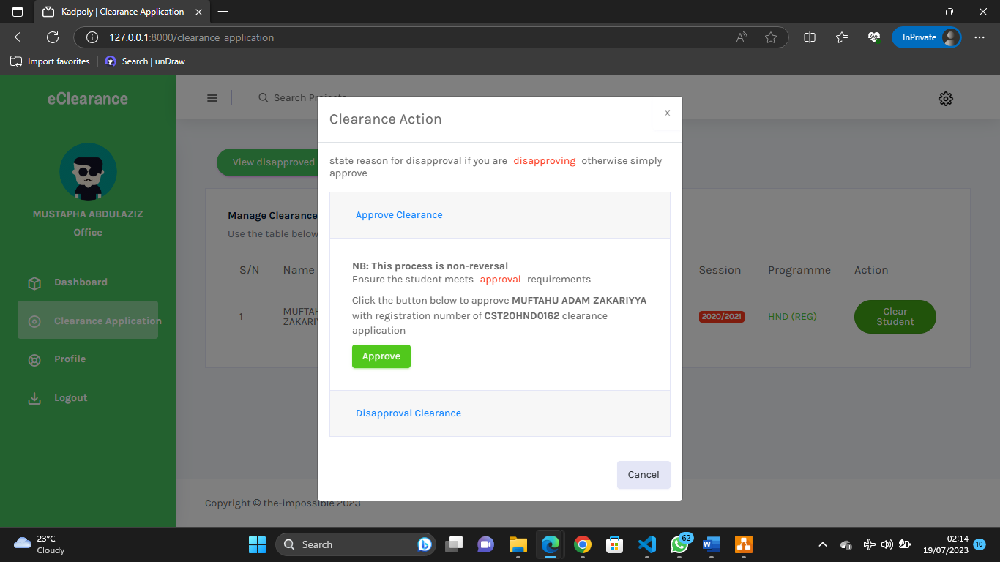 Kadpoly | Clearance Application
127.0.0.1:8000/clearance_application
InPrivate
Import favorites
Search | unDraw
eClearance
Search Projects
MUSTAPHA ABDULAZIZ
Office
Dashboard
Clearance Application
Profile
Logout
View disapproved
Manage Clearance
Use the table below
S/N Name Session Programme Action
1 MUFTAH
ZAKARIY
2020/2021 HND (REG) Clear
Student
Clearance Action
x
state reason for disapproval if you are disapproving otherwise simply
approve
Approve Clearance
NB: This process is non-reversal
Ensure the student meets approval requirements
Click the button below to approve MUFTAHU ADAM ZAKARIYYA
with registration number of CST20HND0162 clearance
application
Approve
Disapproval Clearance
Cancel
Copyright © the-impossible 2023
23°C
Cloudy
Search
62
02:14
19/07/2023
10